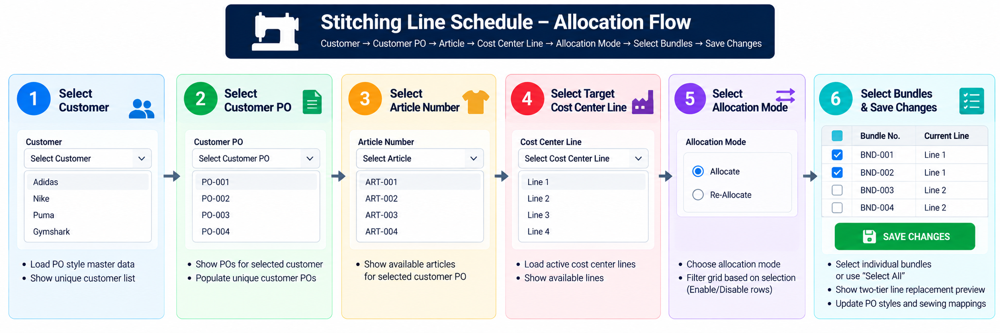 Stitching Line Schedule – Allocation Flow
Customer → Customer PO → Article → Cost Center Line → Allocation Mode → Select Bundles → Save Changes
1
Select
Customer
Customer
Select Customer
Adidas
Nike
Puma
Gymshark
• Load PO style master data
• Show unique customer list
2
Select
Customer PO
Customer PO
Select Customer PO
PO-001
PO-002
PO-003
PO-004
• Show POs for selected customer
• Populate unique customer POs
3
Select
Article Number
Article Number
Select Article
ART-001
ART-002
ART-003
ART-004
• Show available articles
for selected customer PO
4
Select Target
Cost Center Line
Cost Center Line
Select Cost Center Line
Line 1
Line 2
Line 3
Line 4
• Load active cost center lines
• Show available lines
5
Select
Allocation Mode
Allocation Mode
Allocate
Re-Allocate
• Choose allocation mode
• Filter grid based on selection
(Enable/Disable rows)
6
Select Bundles
& Save Changes
Bundle No. Current Line
BND-001 Line 1
BND-002 Line 1
BND-003 Line 2
BND-004 Line 2
SAVE CHANGES
• Select individual bundles
or use “Select All”
• Show two-tier line replacement preview
• Update PO styles and sewing mappings